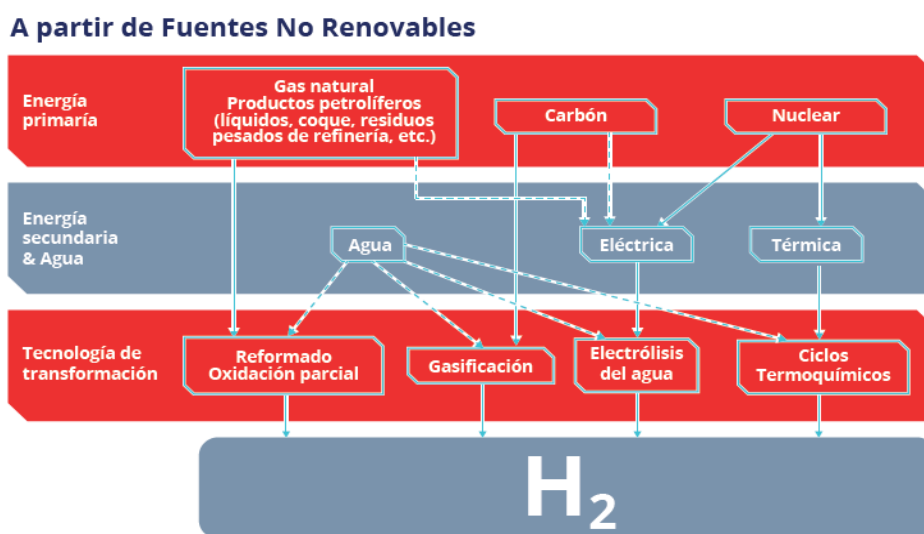 A partir de Fuentes No Renovables
Energía
primaría
Gas natural
Productos petrolíferos
(líquidos, coque, residuos
pesados de refinería, etc.)
Carbón
Nuclear
Energía
secundaria
& Agua
Agua
Eléctrica
Térmica
Tecnología de
transformación
Reformado
Oxidación parcial
Gasificación
Electrólisis
del agua
Ciclos
Termoquímicos
H₂